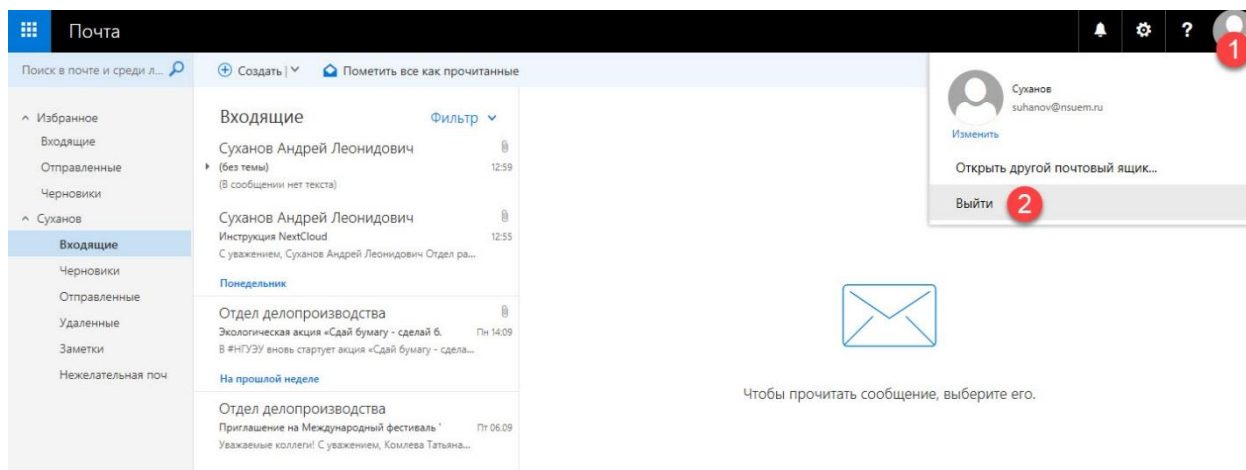 Почта
?
1
Поиск в почте и среди л...
Создать
Пометить все как прочитанные
Избранное
Входящие
Отправленные
Черновики
Суханов
Входящие
Черновики
Отправленные
Удаленные
Заметки
Нежелательная поч
Входящие
Фильтр
Суханов Андрей Леонидович
(без темы) 12:59
(В сообщении нет текста)
Суханов Андрей Леонидович
Инструкция NextCloud 12:55
С уважением, Суханов Андрей Леонидович Отдел ра...
Понедельник
Отдел делопроизводства
Экологическая акция «Сдай бумагу - сделай б. Пн 14:09
В #НГУЭУ вновь стартует акция «Сдай бумагу - сдела...
На прошлой неделе
Отдел делопроизводства
Приглашение на Международный фестиваль ' Пт 06.09
Уважаемые коллеги! С уважением, Комлева Татьяна...
Суханов
suhanov@nsuem.ru
Изменить
Открыть другой почтовый ящик...
Выйти 2
Чтобы прочитать сообщение, выберите его.